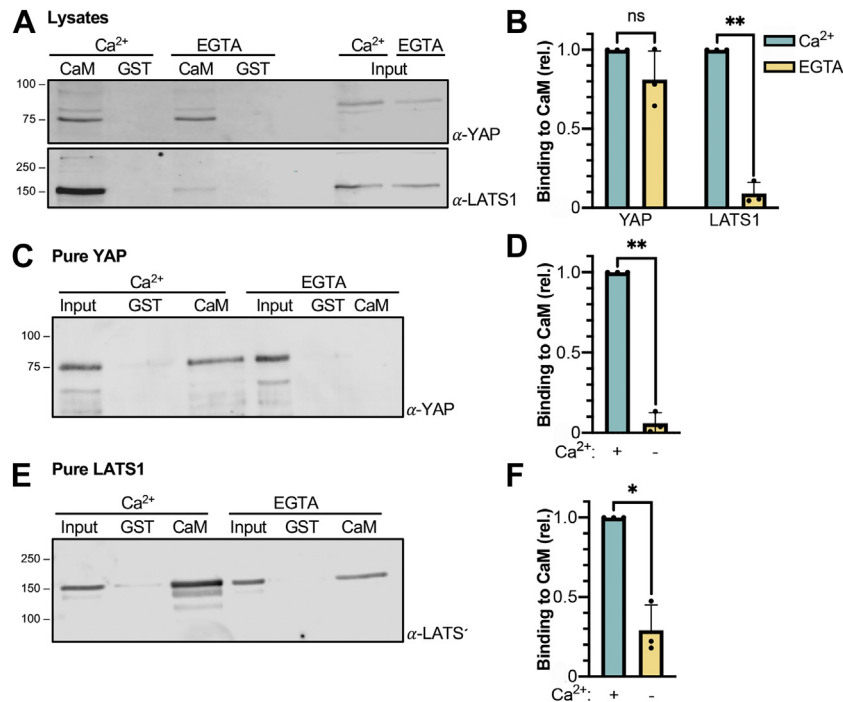 A Lysates
Ca²⁺ EGTA Ca²⁺ EGTA
CaM GST CaM GST Input
100
75
α-YAP
250
150
α-LATS1
B
ns **
Ca²⁺
EGTA
Binding to CaM (rel.)
1.0
0.5
0
YAP LATS1
C Pure YAP
Ca²⁺ EGTA
Input GST CaM Input GST CaM
100
75
α-YAP
D
**
Binding to CaM (rel.)
1.0
0.5
0
Ca²⁺: + -
E Pure LATS1
Ca²⁺ EGTA
Input GST CaM Input GST CaM
250
150
100
α-LATS
F
*
Binding to CaM (rel.)
1.0
0.5
0
Ca²⁺: + -